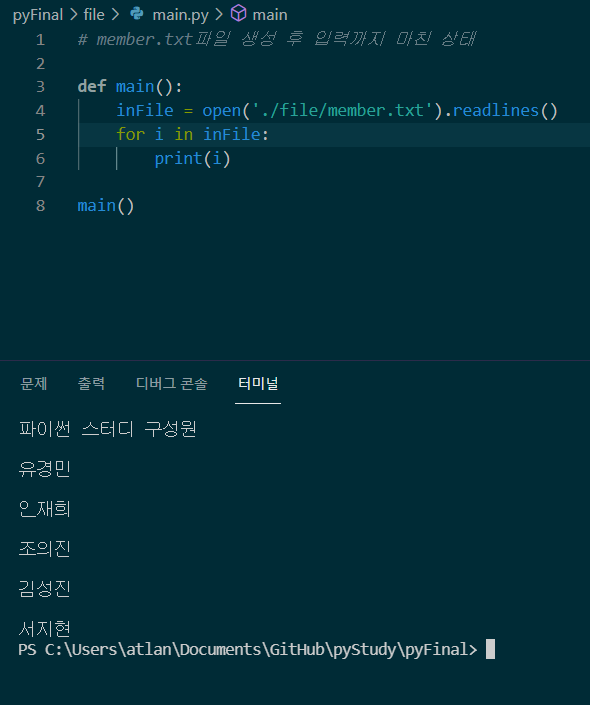 pyFinal > file > main.py > main
1 # member.txt파일 생성 후 입력까지 마친 상태
2
3 def main():
4 inFile = open('./file/member.txt').readlines()
5 for i in inFile:
6 print(i)
7
8 main()
문제 출력 디버그 콘솔 터미널
파이썬 스터디 구성원
유경민
인재희
조의진
김성진
서지현
PS C:\Users\atlan\Documents\GitHub\pyStudy\pyFinal>